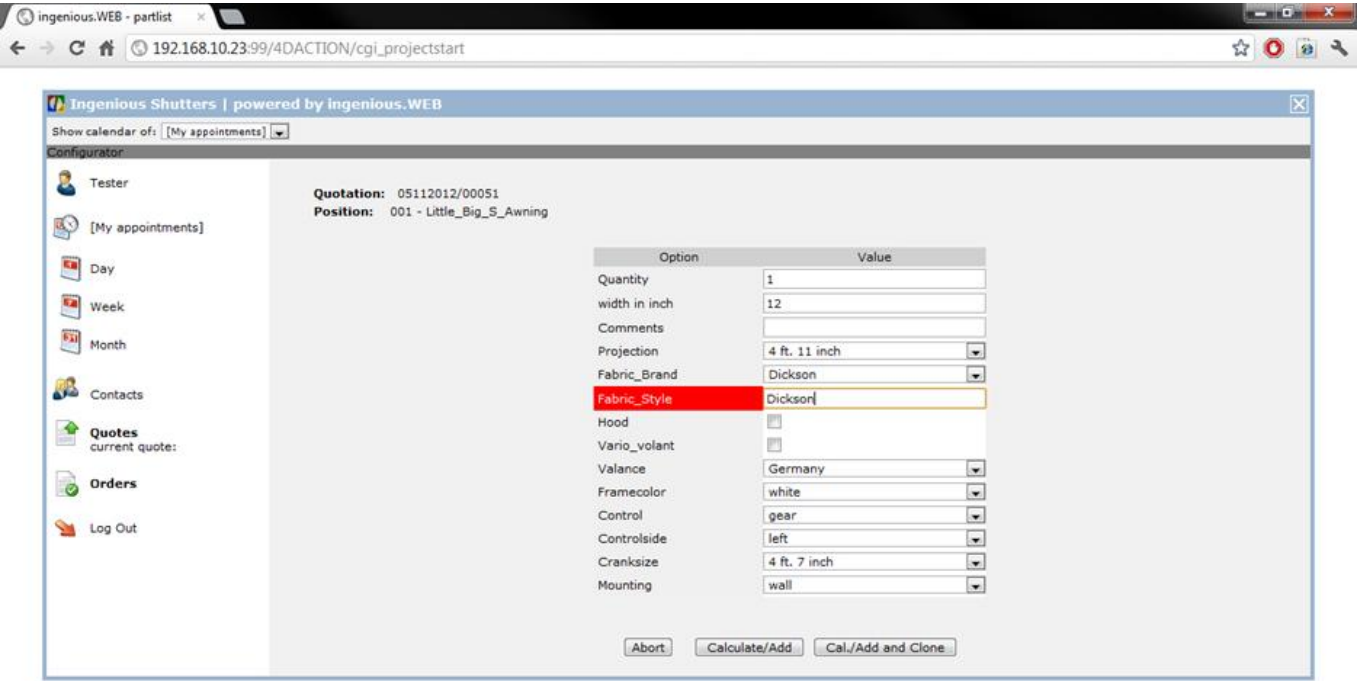 ingenious.WEB - partlist
192.168.10.23:99/4DACTION/cgi_projectstart
Ingenious Shutters | powered by ingenious.WEB
Show calendar of: [My appointments]
Configurator
Tester
[My appointments]
Day
Week
Month
Contacts
Quotes
current quote:
Orders
Log Out
Quotation: 05112012/00051
Position: 001 - Little_Big_S_Awning
Option Value
Quantity 1
width in inch 12
Comments
Projection 4 ft. 11 inch
Fabric_Brand Dickson
Fabric_Style Dickson
Hood
Vario_volant
Valance Germany
Framecolor white
Control gear
Controlside left
Cranksize 4 ft. 7 inch
Mounting wall
Abort Calculate/Add Cal./Add and Clone